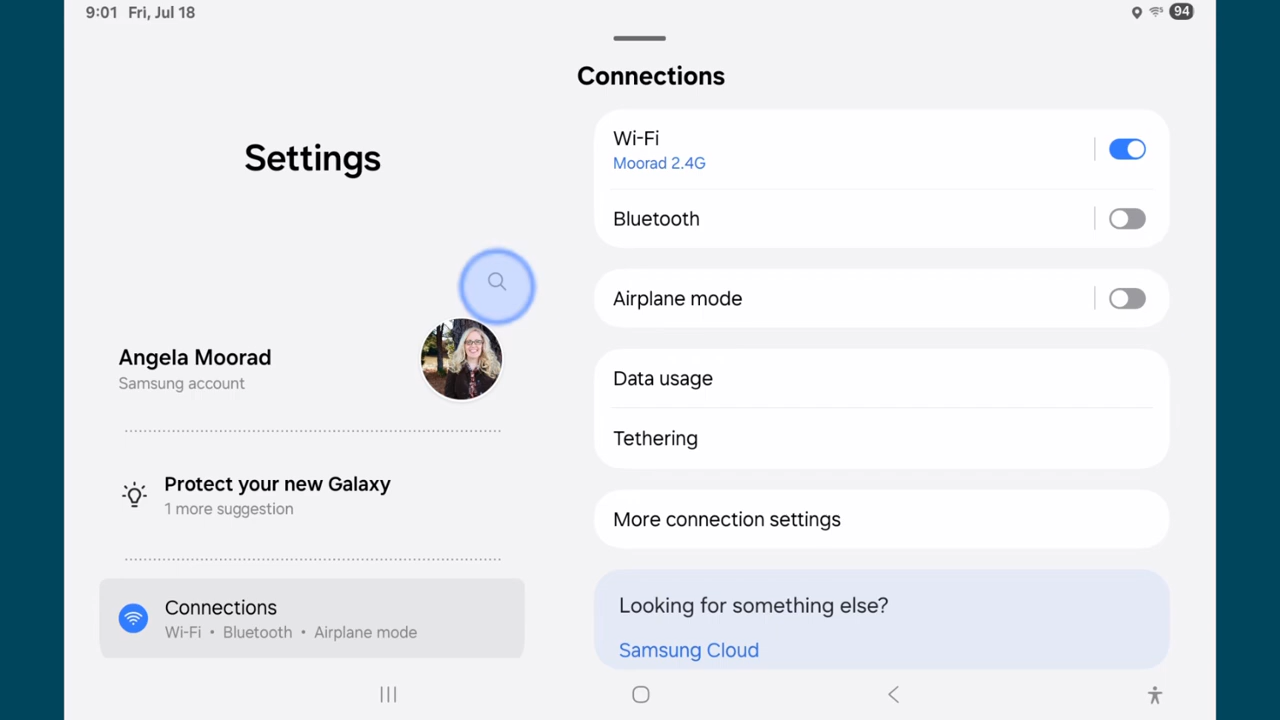 9:01 Fri, Jul 18
94
Settings
Angela Moorad
Samsung account
Protect your new Galaxy
1 more suggestion
Connections
Wi-Fi • Bluetooth • Airplane mode
Connections
Wi-Fi
Moorad 2.4G
Bluetooth
Airplane mode
Data usage
Tethering
More connection settings
Looking for something else?
Samsung Cloud